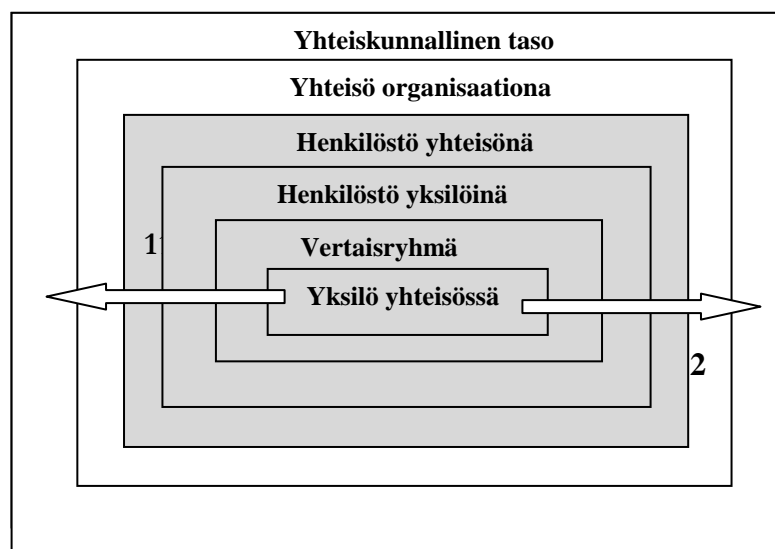 Yhteiskunnallinen taso
Yhteisö organisaationa
Henkilöstö yhteisönä
Henkilöstö yksilöinä
Vertaisryhmä
1
Yksilö yhteisössä
2